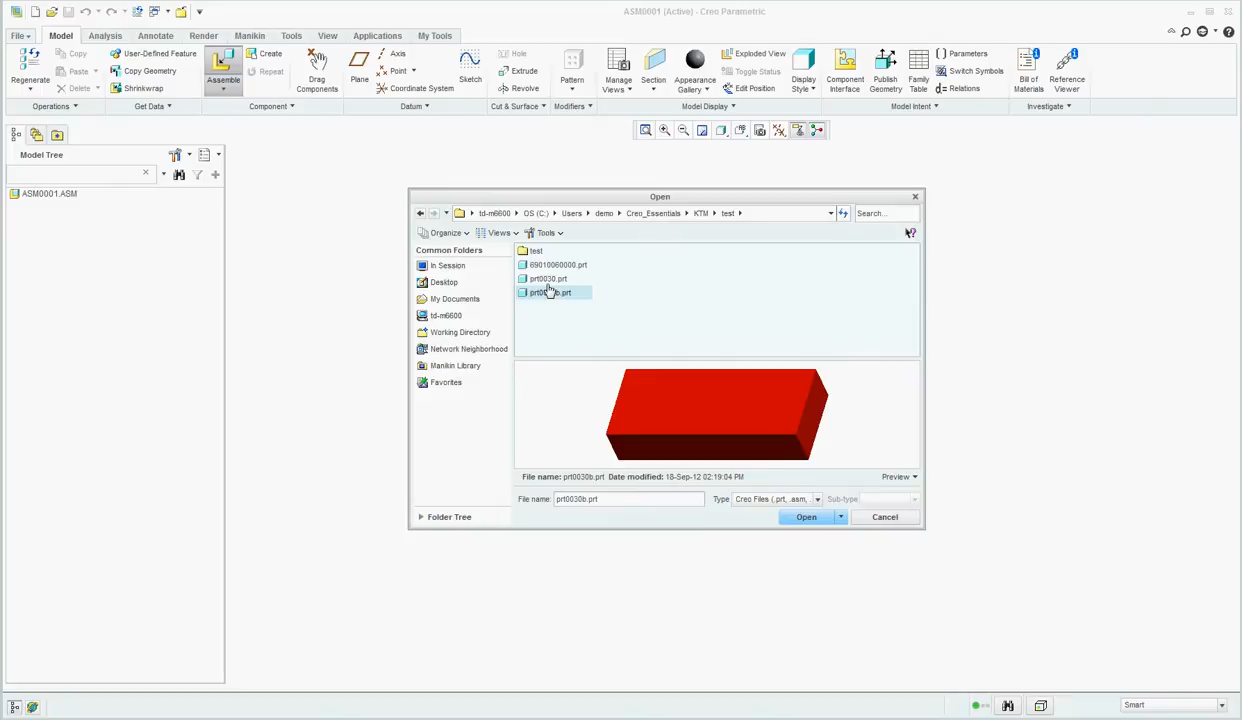 ASM0601 (Active) - Creo Parametric
File Model Analysis Annotate Render Manikin Tools View Applications My Tools
Regenerate
Copy
Paste
Delete
User-Defined Feature
Copy Geometry
Shrinkwrap
Assemble
Create
Repeat
Drag
Components
Plane
Axis
Point
Coordinate System
Sketch
Hole
Extrude
Revolve
Pattern
Manage
Views
Section
Appearance
Gallery
Exploded View
Toggle Status
Edit Position
Display
Style
Component
Interface
Publish
Geometry
Family
Table
Parameters
Switch Symbols
d= Relations
Bill of
Materials
Reference
Viewer
Operations Get Data Component Datum Cut & Surface Modifiers Model Display Model Intent Investigate
Model Tree
ASM0001.ASM
Open
td-m6600 OS (C:) Users demo Creo_Essentials KTM test
Search...
Organize Views Tools
Common Folders
In Session
Desktop
My Documents
td-m6600
Working Directory
Network Neighborhood
Manikin Library
Favorites
Folder Tree
test
69010060000.prt
prt0030.prt
File name: prt0030b.prt Date modified: 18-Sep-12 02:19:04 PM
Preview
File name: prt0030b.prt
Type Creo Files (.prt, .asm, .
Sub-type
Open
Cancel
Smart